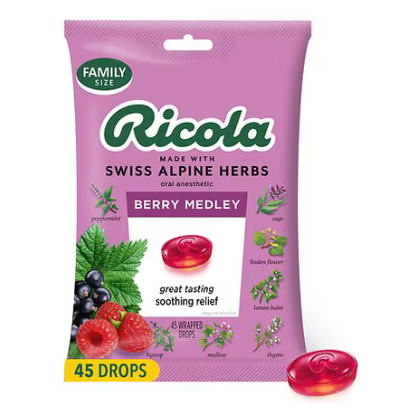 FAMILY
SIZE
Ricola
MADE WITH
SWISS ALPINE HERBS
oral anesthetic
BERRY MEDLEY
peppermint
sage
linden flower
great tasting
soothing relief
lemon balm
45 WRAPPED
DROPS
hyssop
mallow
thyme
45 DROPS